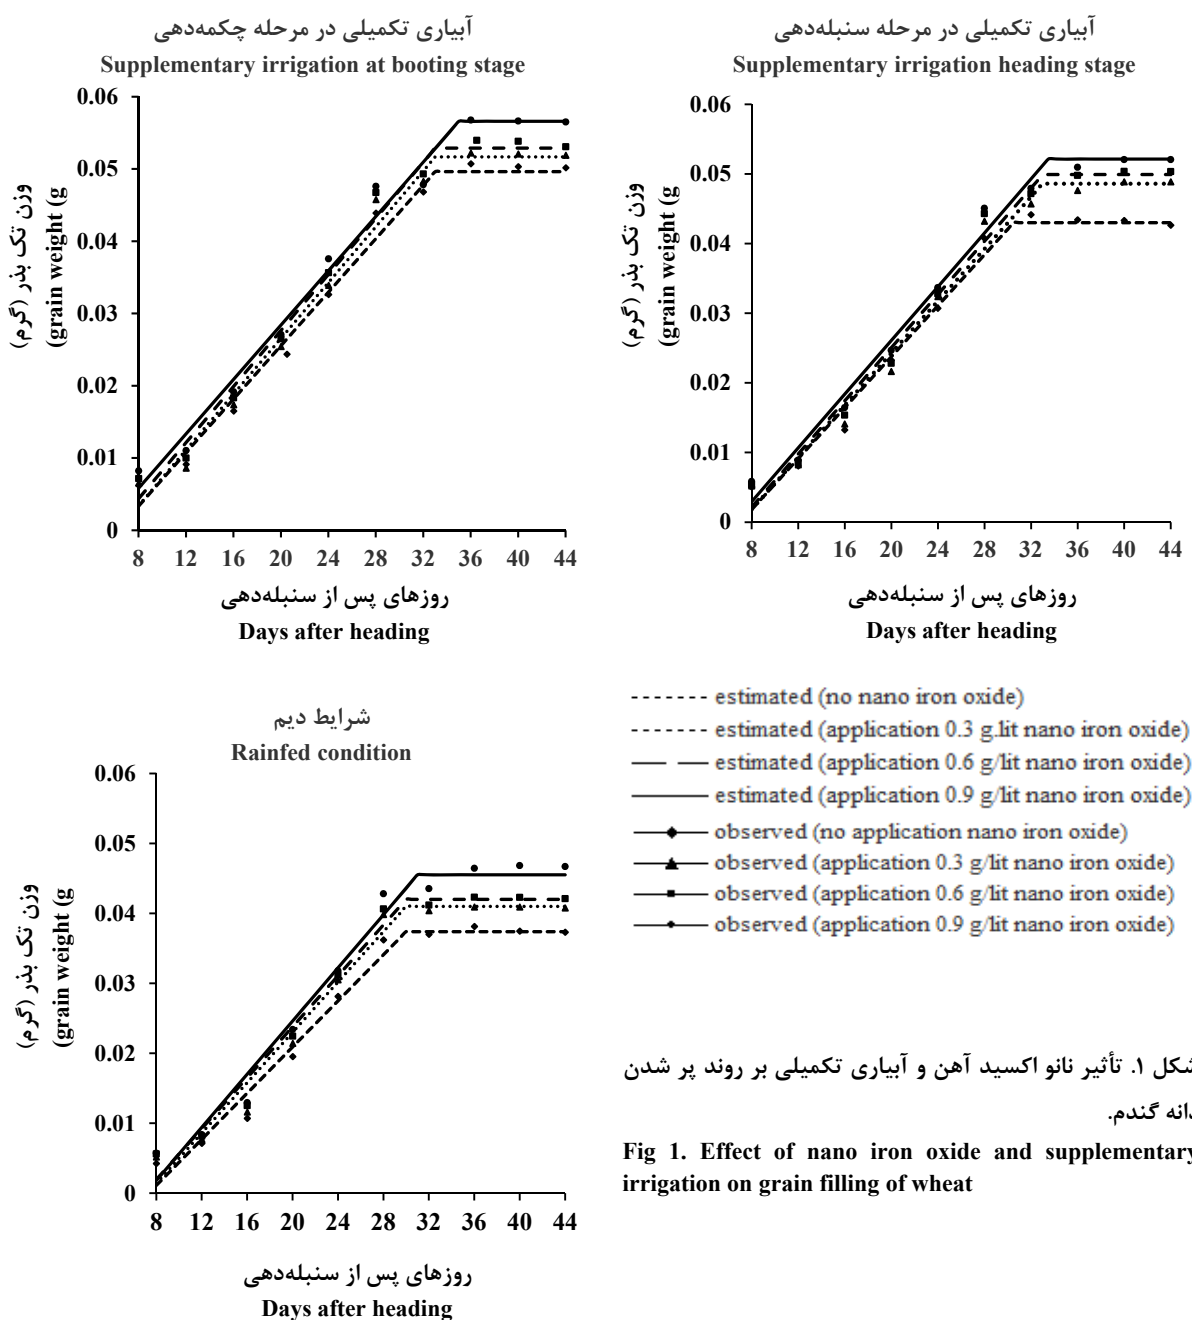 آبیاری تکمیلی در مرحله چکمه‌دهی
Supplementary irrigation at booting stage
0.06
0.05
0.04
0.03
0.02
0.01
0
وزن تک بذر (گرم)
(grain weight (g
8 12 16 20 24 28 32 36 40 44
روزهای پس از سنبله‌دهی
Days after heading
آبیاری تکمیلی در مرحله سنبله‌دهی
Supplementary irrigation heading stage
0.06
0.05
0.04
0.03
0.02
0.01
0
وزن تک بذر (گرم)
(grain weight (g
8 12 16 20 24 28 32 36 40 44
روزهای پس از سنبله‌دهی
Days after heading
شرایط دیم
Rainfed condition
0.06
0.05
0.04
0.03
0.02
0.01
0
وزن تک بذر (گرم)
(grain weight (g
8 12 16 20 24 28 32 36 40 44
روزهای پس از سنبله‌دهی
Days after heading
estimated (no nano iron oxide)
estimated (application 0.3 g.lit nano iron oxide)
estimated (application 0.6 g/lit nano iron oxide)
estimated (application 0.9 g/lit nano iron oxide)
observed (no application nano iron oxide)
observed (application 0.3 g/lit nano iron oxide)
observed (application 0.6 g/lit nano iron oxide)
observed (application 0.9 g/lit nano iron oxide)
شکل ۱. تأثیر نانو اکسید آهن و آبیاری تکمیلی بر روند پر شدن
دانه گندم.
Fig 1. Effect of nano iron oxide and supplementary
irrigation on grain filling of wheat